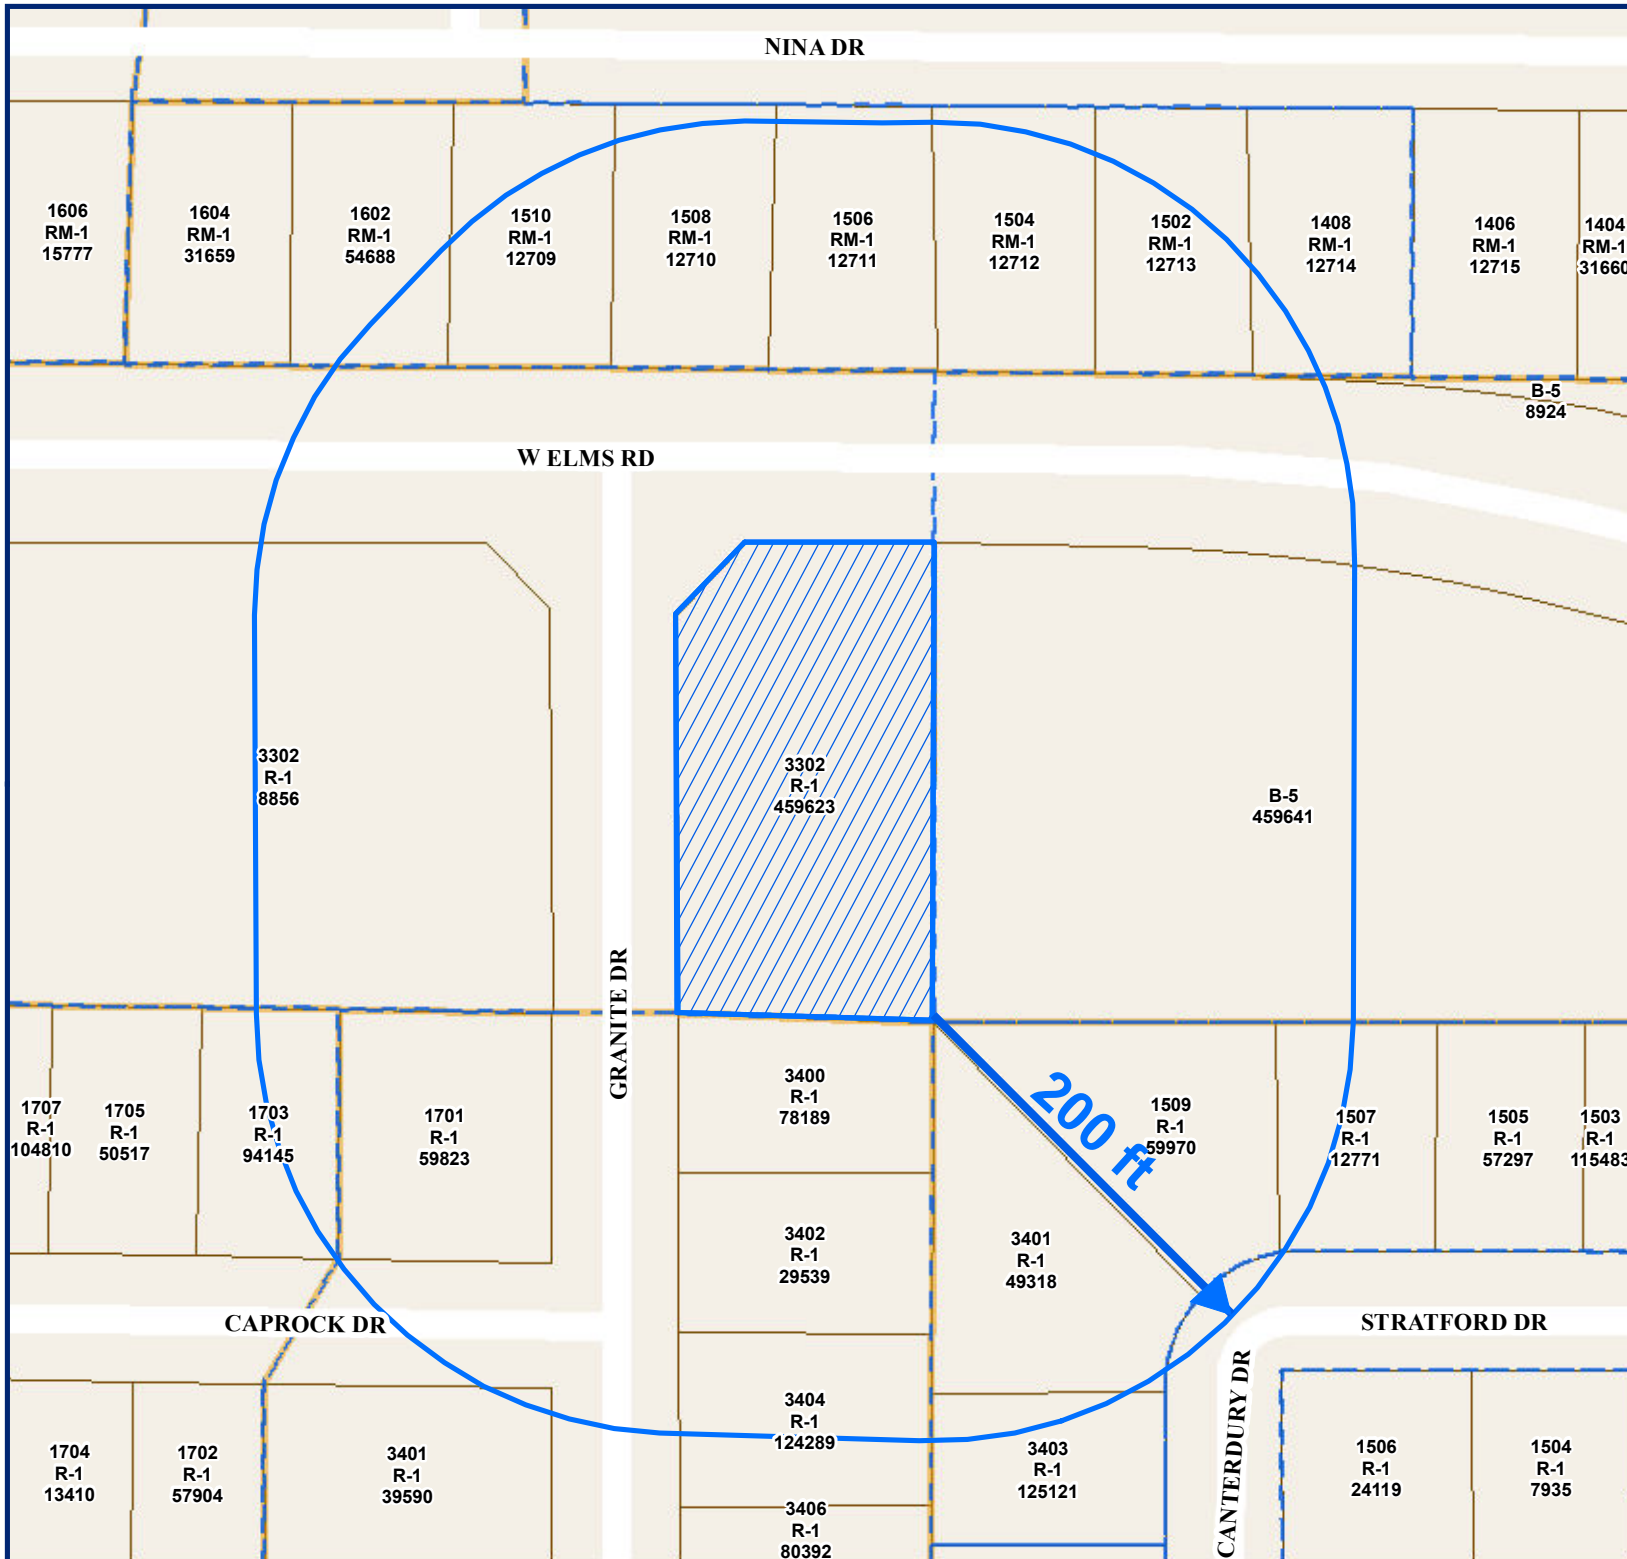 NINA DR
1606
RM-1
15777
1604
RM-1
31659
1602
RM-1
54688
1510
RM-1
12709
1508
RM-1
12710
1506
RM-1
12711
1504
RM-1
12712
1502
RM-1
12713
1408
RM-1
12714
1406
RM-1
12715
1404
RM-1
31660
B-5
8924
W ELMS RD
3302
R-1
8856
3302
R-1
459623
B-5
459641
GRANITE DR
1707
R-1
104810
1705
R-1
50517
1703
R-1
94145
1701
R-1
59823
3400
R-1
78189
200 ft
1509
R-1
59970
1507
R-1
12771
1505
R-1
57297
1503
R-1
115483
3402
R-1
29539
3401
R-1
49318
CAPROCK DR
STRATFORD DR
CANTERDURY DR
3404
R-1
124289
1704
R-1
13410
1702
R-1
57904
3401
R-1
39590
3403
R-1
125121
1506
R-1
24119
1504
R-1
7935
3406
R-1
80392